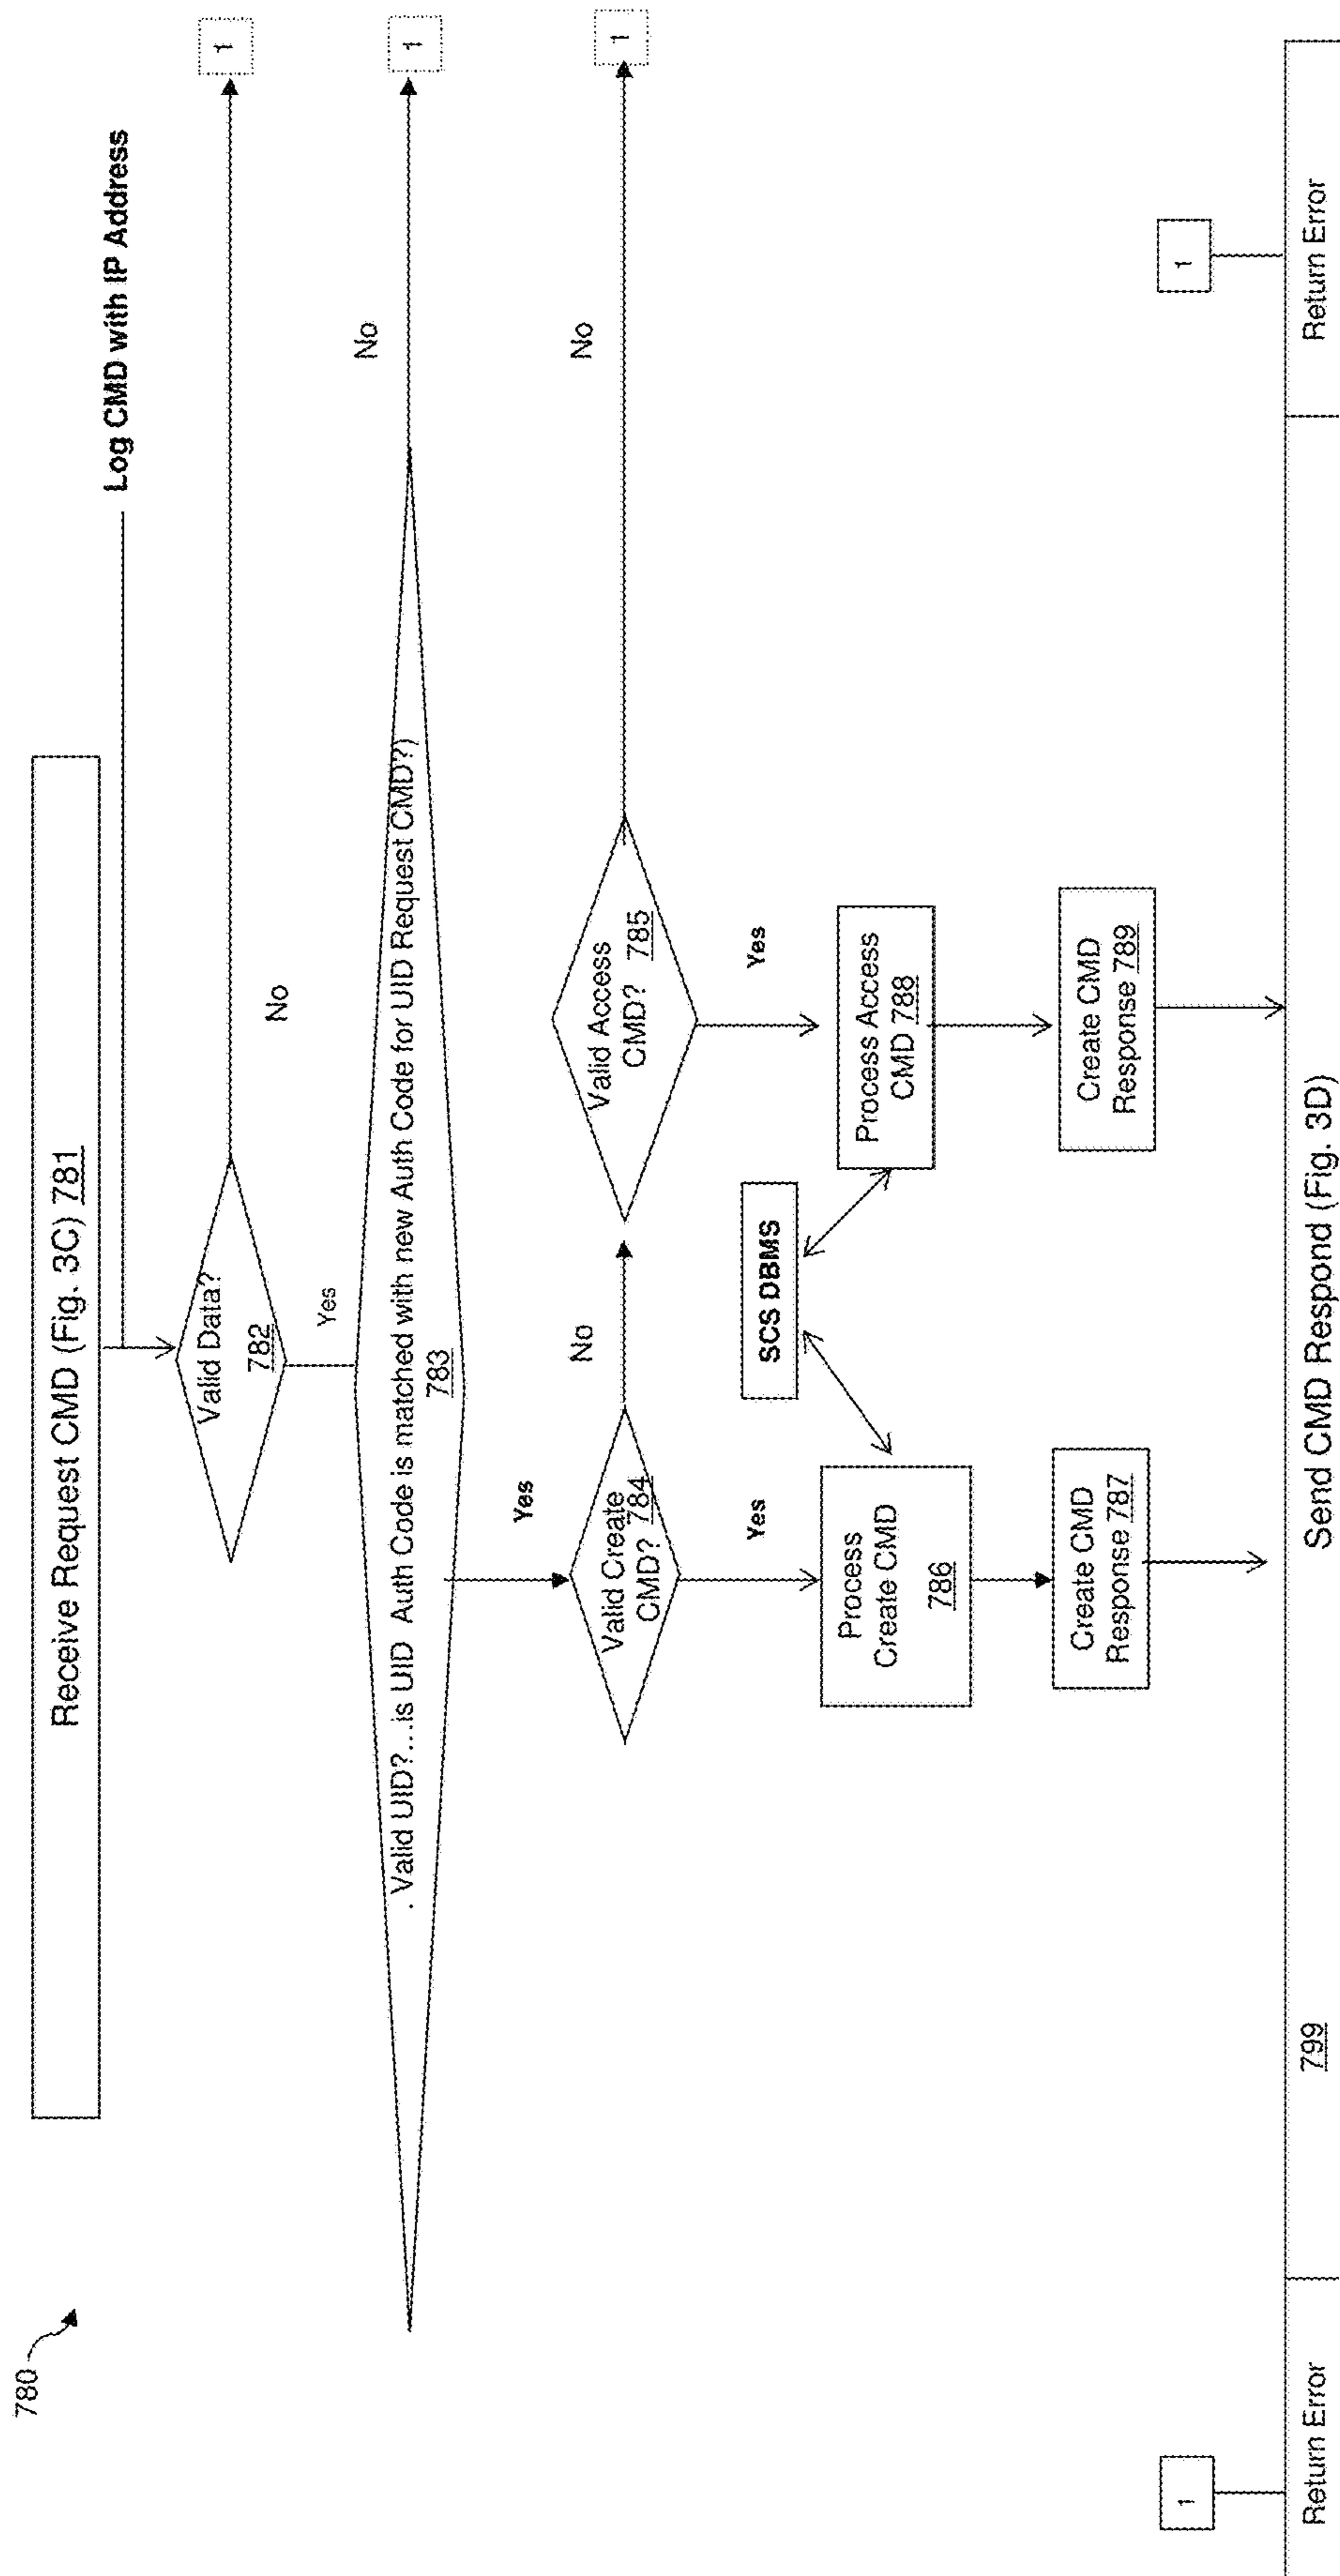 780
Receive Request CMD (Fig. 3C) 781
Log CMD with IP Address
Valid Data?
782
No
1
Yes
. Valid UID?...is UID Auth Code is matched with new Auth Code for UID Request CMD?)
783
No
1
Yes
Valid Create
CMD? 784
No
Valid Access
CMD? 785
No
1
Yes
Yes
SCS DBMS
Process
Create CMD
786
Process Access
CMD 788
Create CMD
Response 787
Create CMD
Response 789
1
1
Return Error
799
Send CMD Respond (Fig. 3D)
Return Error